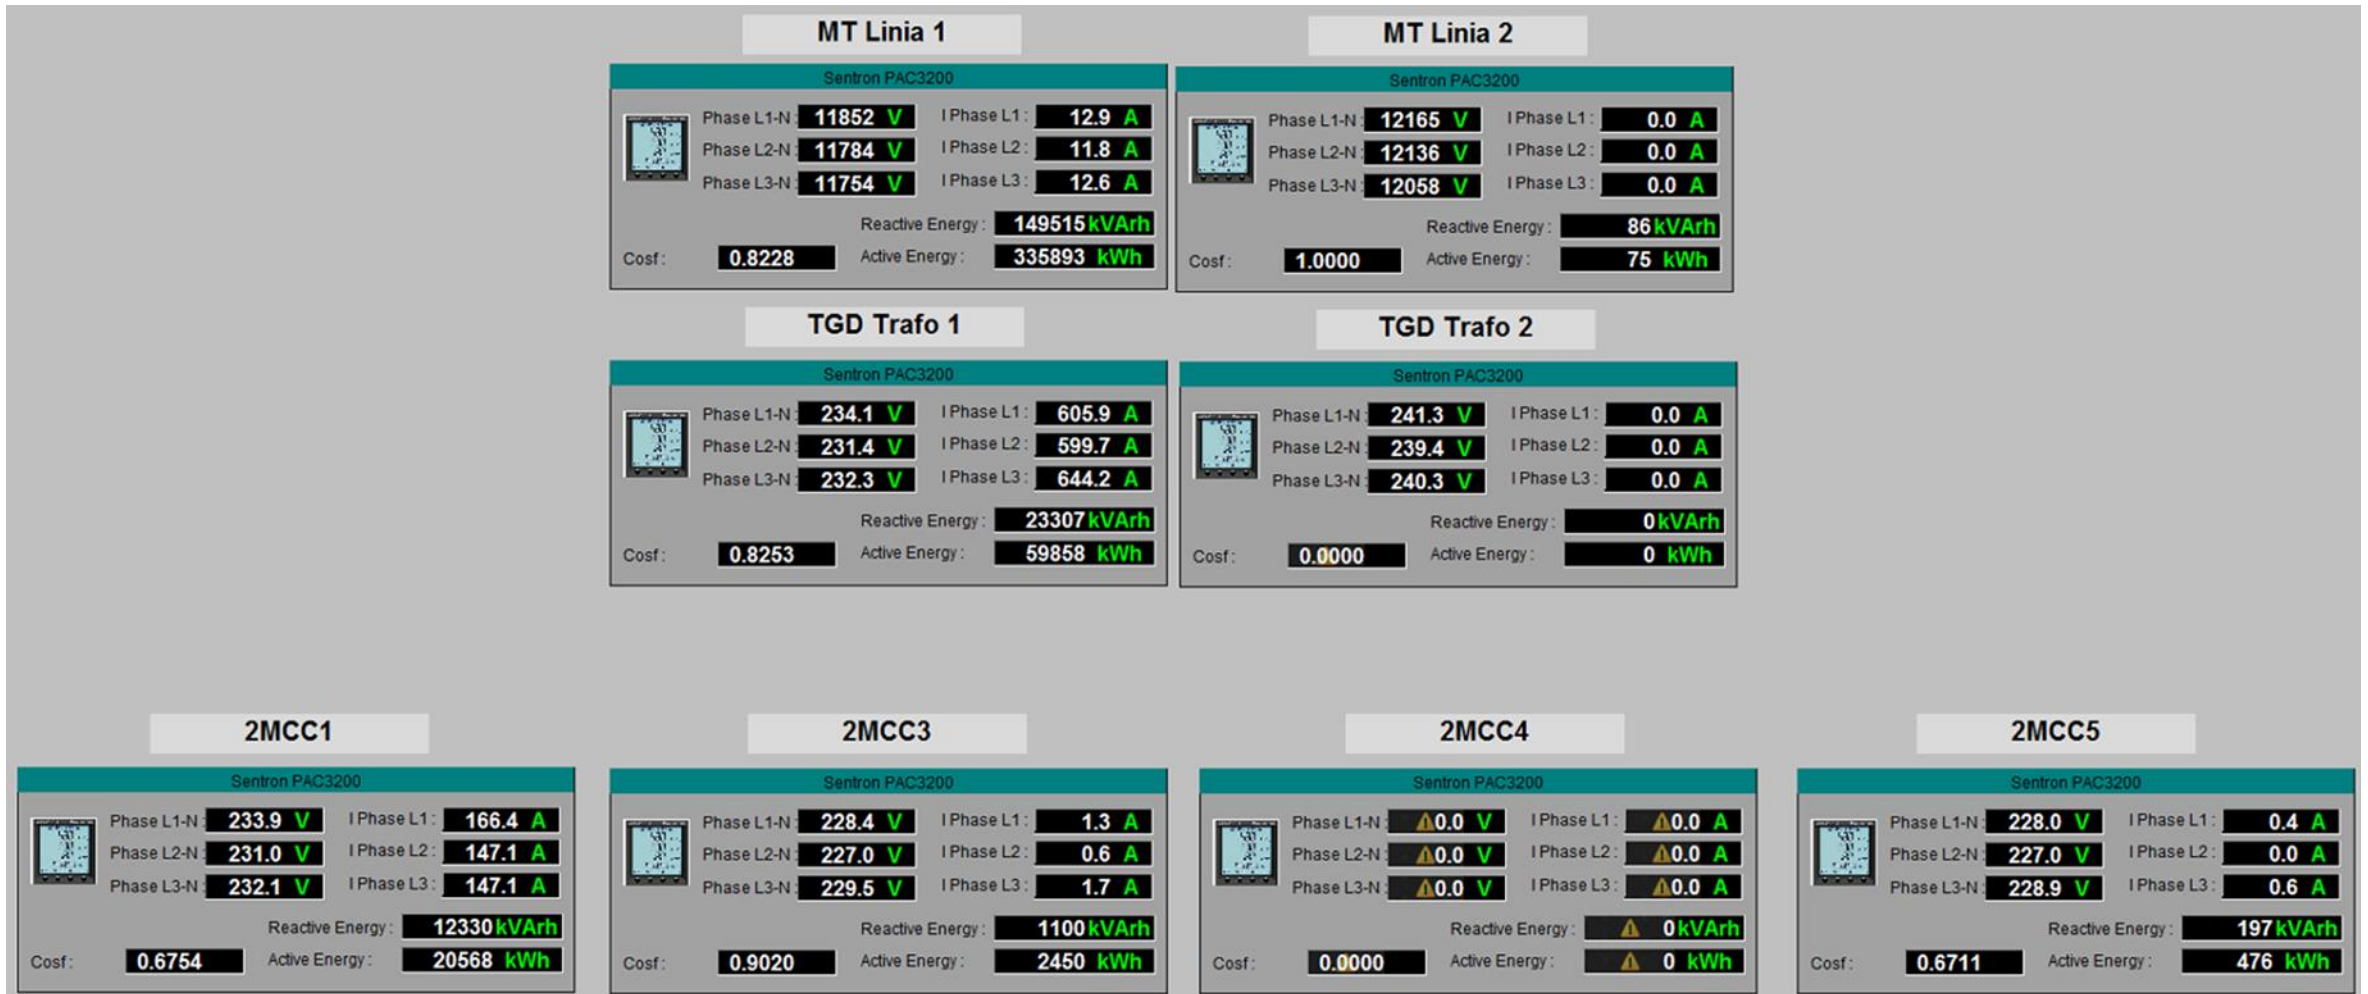 MT Linia 1
Sentron PAC3200
Phase L1-N : 11852 V I Phase L1 : 12.9 A
Phase L2-N : 11784 V I Phase L2 : 11.8 A
Phase L3-N : 11754 V I Phase L3 : 12.6 A
Reactive Energy : 149515 kVArh
Cosf : 0.8228 Active Energy : 335893 kWh
MT Linia 2
Sentron PAC3200
Phase L1-N : 12165 V I Phase L1 : 0.0 A
Phase L2-N : 12136 V I Phase L2 : 0.0 A
Phase L3-N : 12058 V I Phase L3 : 0.0 A
Reactive Energy : 86 kVArh
Cosf : 1.0000 Active Energy : 75 kWh
TGD Trafo 1
Sentron PAC3200
Phase L1-N : 234.1 V I Phase L1 : 605.9 A
Phase L2-N : 231.4 V I Phase L2 : 599.7 A
Phase L3-N : 232.3 V I Phase L3 : 644.2 A
Reactive Energy : 23307 kVArh
Cosf : 0.8253 Active Energy : 59858 kWh
TGD Trafo 2
Sentron PAC3200
Phase L1-N : 241.3 V I Phase L1 : 0.0 A
Phase L2-N : 239.4 V I Phase L2 : 0.0 A
Phase L3-N : 240.3 V I Phase L3 : 0.0 A
Reactive Energy : 0 kVArh
Cosf : 0.0000 Active Energy : 0 kWh
2MCC1
Sentron PAC3200
Phase L1-N : 233.9 V I Phase L1 : 166.4 A
Phase L2-N : 231.0 V I Phase L2 : 147.1 A
Phase L3-N : 232.1 V I Phase L3 : 147.1 A
Reactive Energy : 12330 kVArh
Cosf : 0.6754 Active Energy : 20568 kWh
2MCC3
Sentron PAC3200
Phase L1-N : 228.4 V I Phase L1 : 1.3 A
Phase L2-N : 227.0 V I Phase L2 : 0.6 A
Phase L3-N : 229.5 V I Phase L3 : 1.7 A
Reactive Energy : 1100 kVArh
Cosf : 0.9020 Active Energy : 2450 kWh
2MCC4
Sentron PAC3200
Phase L1-N : 0.0 V I Phase L1 : 0.0 A
Phase L2-N : 0.0 V I Phase L2 : 0.0 A
Phase L3-N : 0.0 V I Phase L3 : 0.0 A
Reactive Energy : 0 kVArh
Cosf : 0.0000 Active Energy : 0 kWh
2MCC5
Sentron PAC3200
Phase L1-N : 228.0 V I Phase L1 : 0.4 A
Phase L2-N : 227.0 V I Phase L2 : 0.0 A
Phase L3-N : 228.9 V I Phase L3 : 0.6 A
Reactive Energy : 197 kVArh
Cosf : 0.6711 Active Energy : 476 kWh